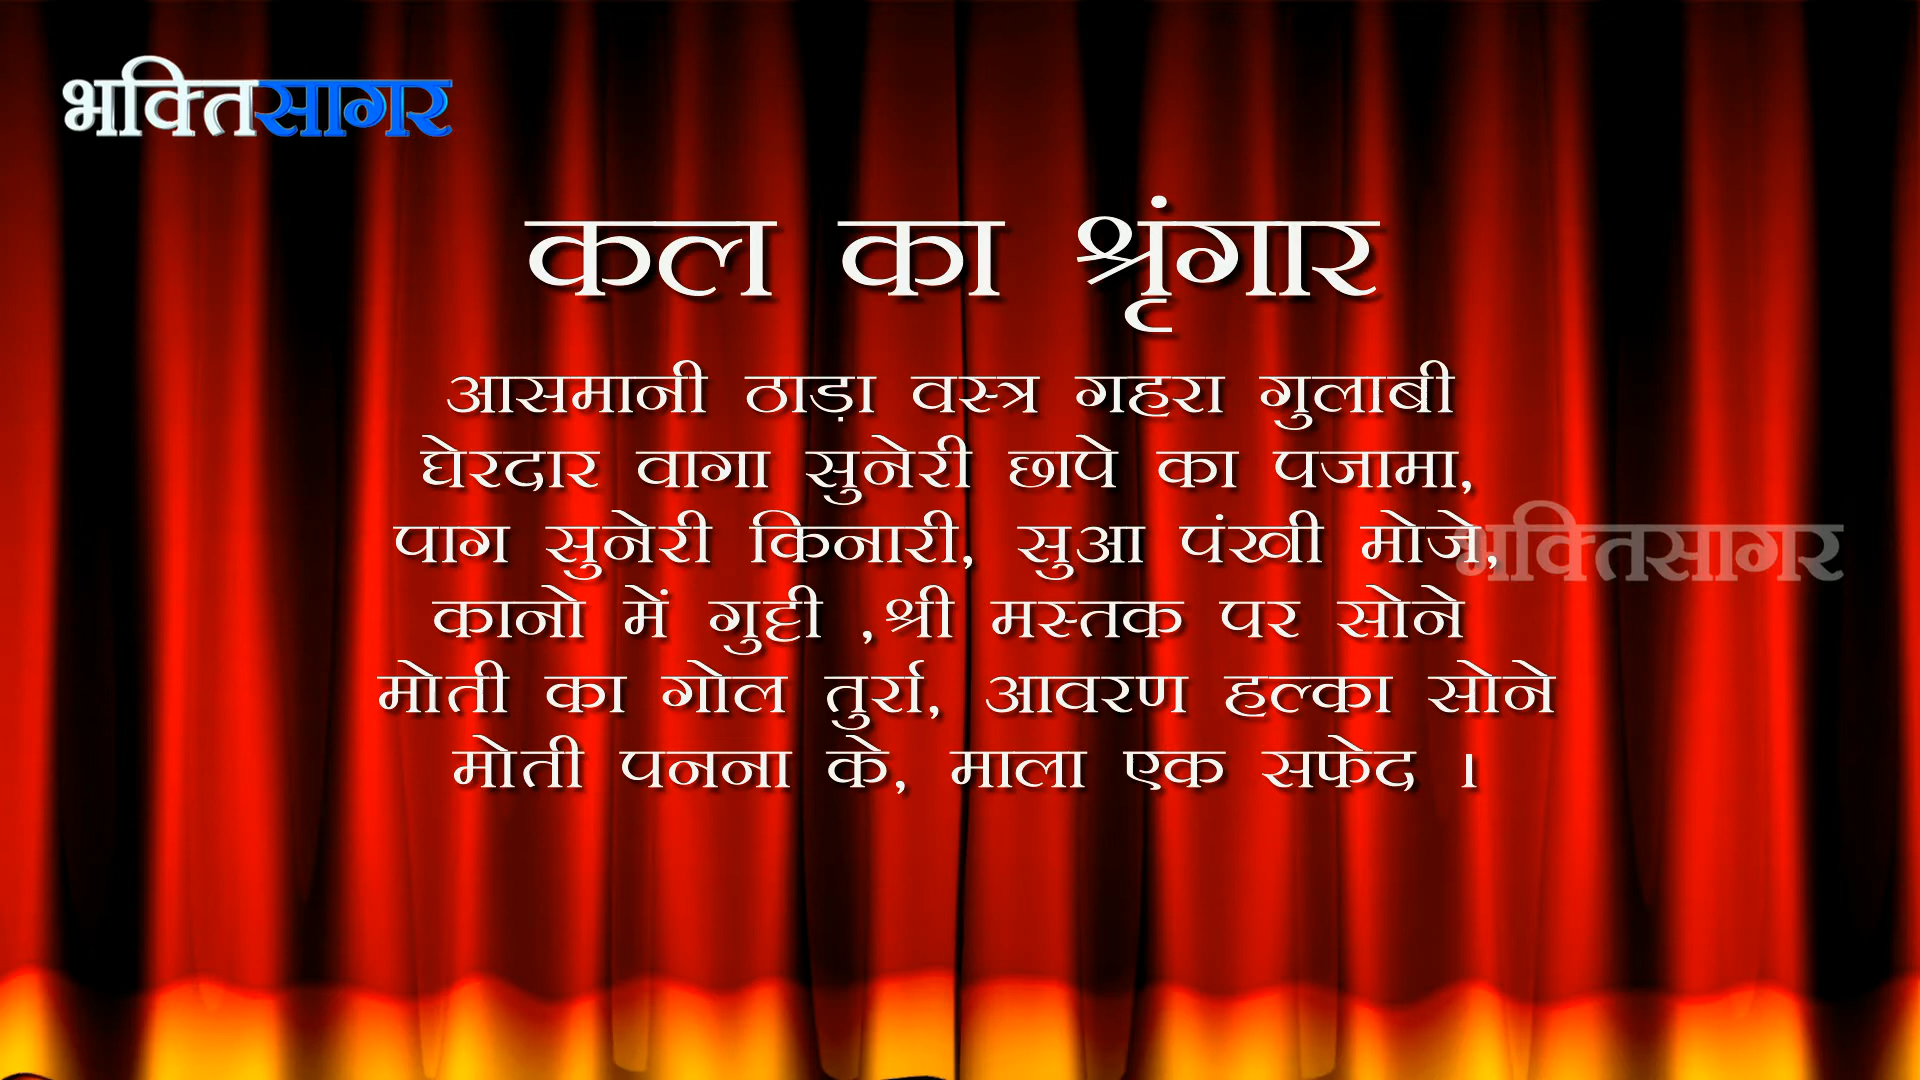 भक्तिसागर
कल का श्रृंगार
आसमानी ठाड़ा वस्त्र गहरा गुलाबी
घेरदार वागा सुनेरी छापे का पजामा,
पाग सुनेरी किनारी, सुआ पंखी मोजे,
भक्तिसागर
कानो में गुट्टी ,श्री मस्तक पर सोने
मोती का गोल तुर्रा, आवरण हल्का सोने
मोती पनना के, माला एक सफेद ।